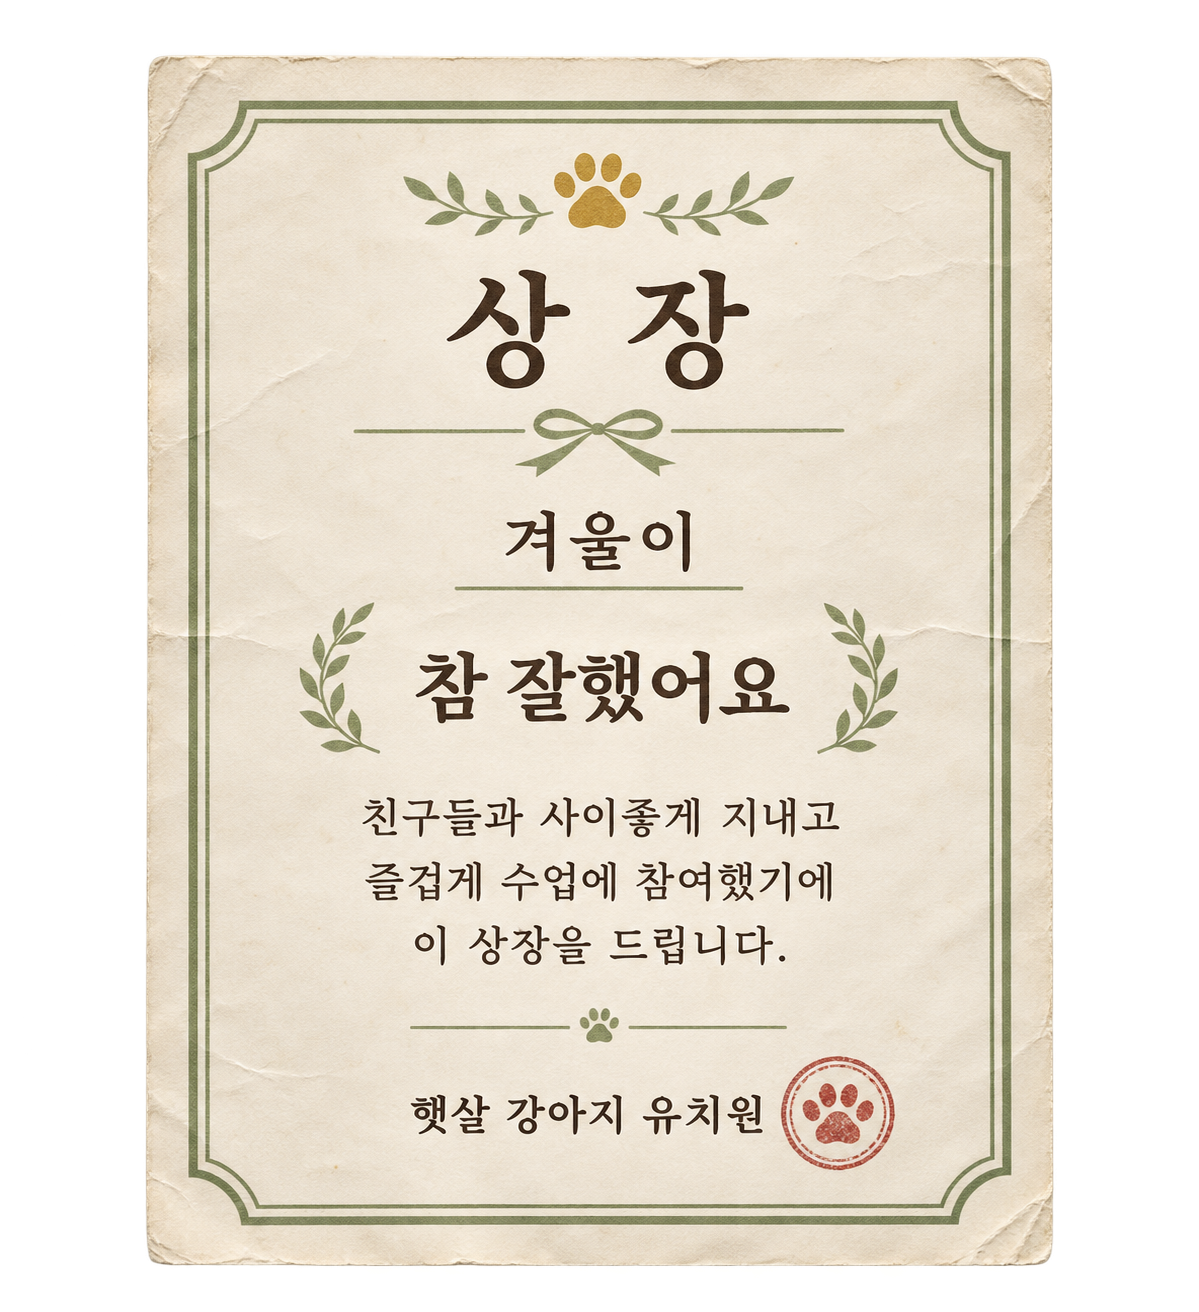 상 장
겨울이
참 잘했어요
친구들과 사이좋게 지내고
즐겁게 수업에 참여했기에
이 상장을 드립니다.
햇살 강아지 유치원